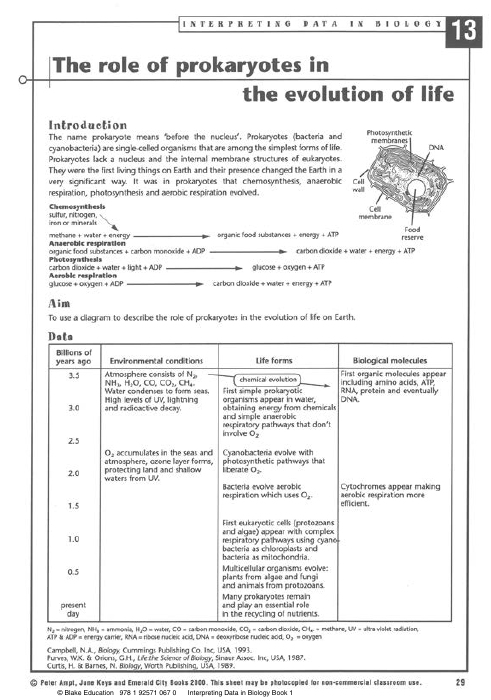 INTERPRETING DATA IN BIOLOGY
13
The role of prokaryotes in
the evolution of life
Introduction
The name prokaryote means 'before the nucleus'. Prokaryotes (bacteria and
cyanobacteria) are single-celled organisms that are among the simplest forms of life.
Prokaryotes lack a nucleus and the internal membrane structures of eukaryotes.
They were the first living things on Earth and their presence changed the Earth in a
very significant way. It was in prokaryotes that chemosynthesis, anaerobic
respiration, photosynthesis and aerobic respiration evolved.
Photosynthetic
membranes
DNA
Cell
wall
Cell
membrane
Food
reserve
Chemosynthesis
sulfur, nitrogen,
iron or minerals
methane + water + energy organic food substances + energy + ATP
Anaerobic respiration
organic food substances + carbon monoxide + ADP carbon dioxide + water + energy + ATP
Photosynthesis
carbon dioxide + water + light + ADP glucose + oxygen + ATP
Aerobic respiration
glucose + oxygen + ADP carbon dioxide + water + energy + ATP
Aim
To use a diagram to describe the role of prokaryotes in the evolution of life on Earth.
Data
Billions of
years ago
Environmental conditions
Life forms
Biological molecules
3.5
Atmosphere consists of N₂,
NH₃, H₂O, CO, CO₂, CH₄.
Water condenses to form seas.
High levels of UV, lightning
and radioactive decay.
chemical evolution
First simple prokaryotic
organisms appear in water,
obtaining energy from chemicals
and simple anaerobic
respiratory pathways that don't
involve O₂
First organic molecules appear
including amino acids, ATP,
RNA, protein and eventually
DNA.
3.0
2.5
O₂ accumulates in the seas and
atmosphere, ozone layer forms,
protecting land and shallow
waters from UV.
Cyanobacteria evolve with
photosynthetic pathways that
liberate O₂.
2.0
Bacteria evolve aerobic
respiration which uses O₂.
Cytochromes appear making
aerobic respiration more
efficient.
1.5
First eukaryotic cells (protozoans
and algae) appear with complex
respiratory pathways using cyano-
bacteria as chloroplasts and
bacteria as mitochondria.
1.0
0.5
Multicellular organisms evolve:
plants from algae and fungi
and animals from protozoans.
Many prokaryotes remain
and play an essential role
in the recycling of nutrients.
present
day
N₂ = nitrogen, NH₃ = ammonia, H₂O = water, CO = carbon monoxide, CO₂ = carbon dioxide, CH₄ = methane, UV = ultra violet radiation,
ATP & ADP = energy carrier, RNA = ribose nucleic acid, DNA = deoxyribose nucleic acid, O₂ = oxygen
Campbell, N.A., Biology, Cummings Publishing Co. Inc, USA, 1993.
Purves, W.K. & Orions, G.H., Life the Science of Biology, Sinaur Assoc. Inc, USA, 1987.
Curtis, H. & Barnes, N. Biology, Worth Publishing, USA, 1989.
© Peter Ampt, June Keys and Emerald City Books 2000. This sheet may be photocopied for non-commercial classroom use.
29
© Blake Education 978 1 92571 067 0 Interpreting Data in Biology Book 1